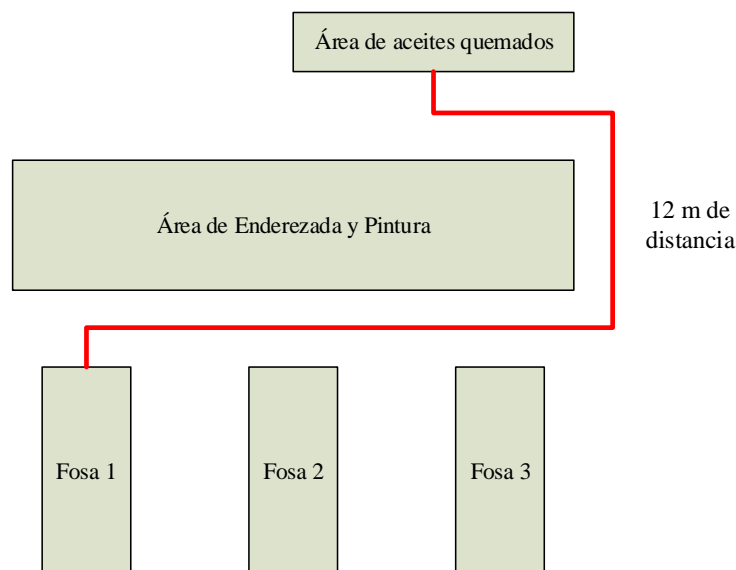 Área de aceites quemados
Área de Enderezada y Pintura
12 m de
distancia
Fosa 1
Fosa 2
Fosa 3